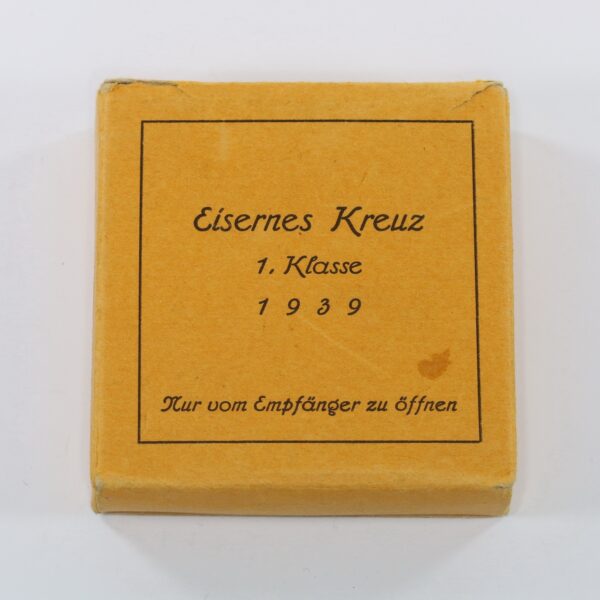 Eisernes Kreuz
1. Klasse
1939
Nur vom Empfänger zu öffnen